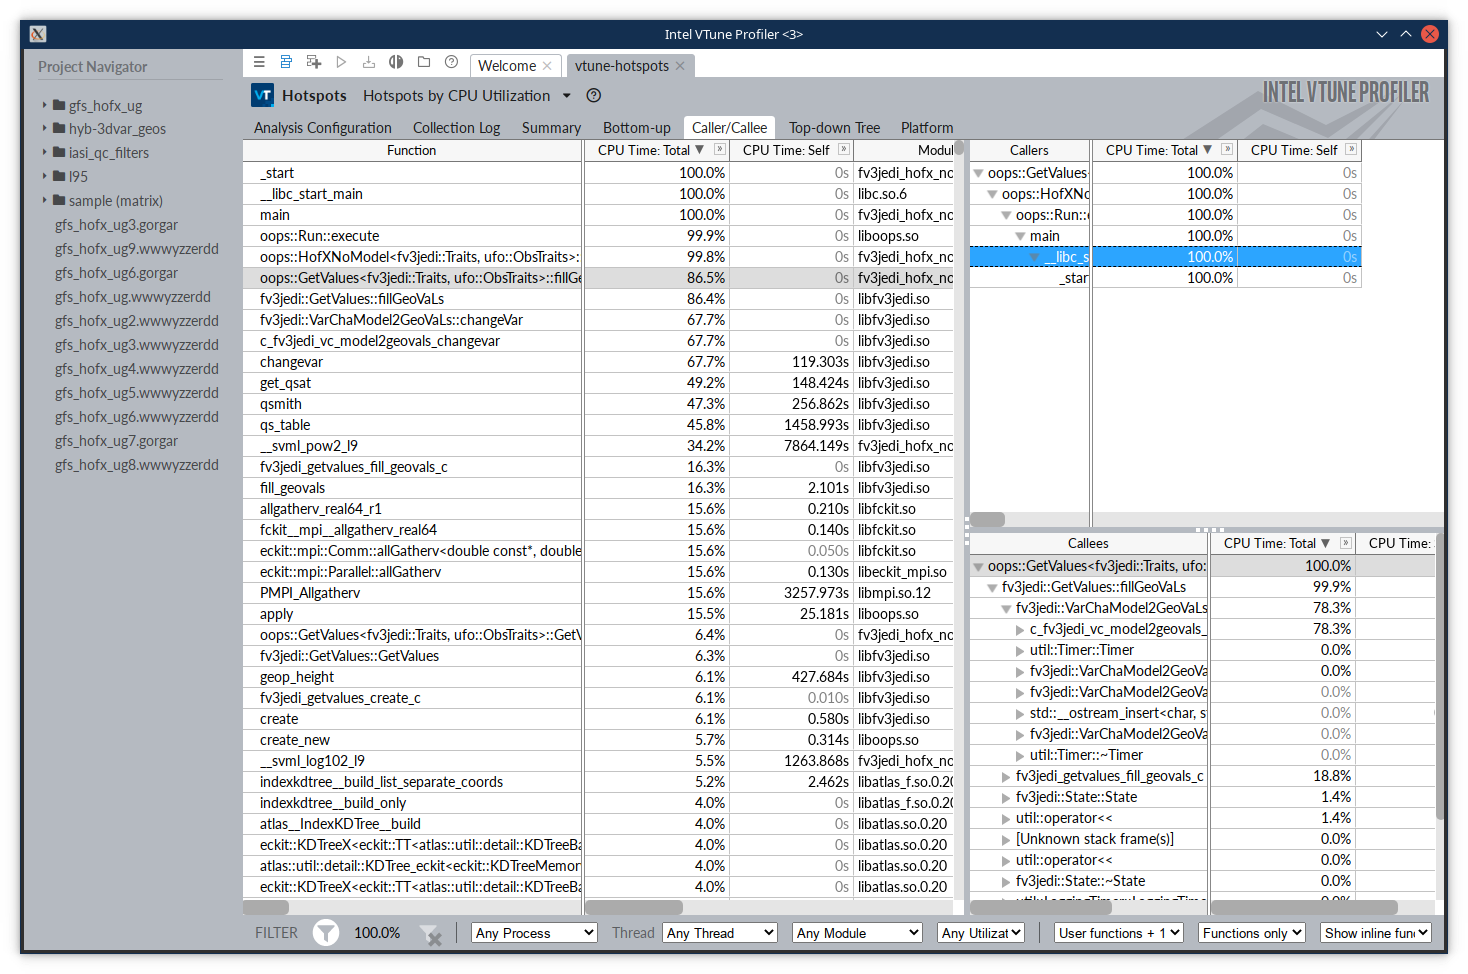 Intel VTune Profiler <3>
Project Navigator
gfs_hofx_ug
hyb-3dvar_geos
iasi_qc_filters
l95
sample (matrix)
gfs_hofx_ug3.gorgar
gfs_hofx_ug9.wwwyzzerdd
gfs_hofx_ug6.gorgar
gfs_hofx_ug.wwwyzzerdd
gfs_hofx_ug2.wwwyzzerdd
gfs_hofx_ug3.wwwyzzerdd
gfs_hofx_ug4.wwwyzzerdd
gfs_hofx_ug5.wwwyzzerdd
gfs_hofx_ug6.wwwyzzerdd
gfs_hofx_ug7.gorgar
gfs_hofx_ug8.wwwyzzerdd
Welcome vtune-hotspots
VT Hotspots Hotspots by CPU Utilization
INTEL VTUNE PROFILER
Analysis Configuration Collection Log Summary Bottom-up Caller/Callee Top-down Tree Platform
Function CPU Time: Total CPU Time: Self Modul
_start 100.0% 0s fv3jedi_hofx_no
__libc_start_main 100.0% 0s libc.so.6
main 100.0% 0s fv3jedi_hofx_no
oops::Run::execute 99.9% 0s liboops.so
oops::HofXNoModel<fv3jedi::Traits, ufo::ObsTraits>:: 99.8% 0s fv3jedi_hofx_no
oops::GetValues<fv3jedi::Traits, ufo::ObsTraits>::fillGe 86.5% 0s fv3jedi_hofx_no
fv3jedi::GetValues::fillGeoVaLs 86.4% 0s libfv3jedi.so
fv3jedi::VarChaModel2GeoVaLs::changeVar 67.7% 0s libfv3jedi.so
c_fv3jedi_vc_model2geovals_changevar 67.7% 0s libfv3jedi.so
changevar 67.7% 119.303s libfv3jedi.so
get_qsat 49.2% 148.424s libfv3jedi.so
qsmith 47.3% 256.862s libfv3jedi.so
qs_table 45.8% 1458.993s libfv3jedi.so
__svml_pow2_l9 34.2% 7864.149s fv3jedi_hofx_no
fv3jedi_getvalues_fill_geovals_c 16.3% 0s libfv3jedi.so
fill_geovals 16.3% 2.101s libfv3jedi.so
allgatherv_real64_r1 15.6% 0.210s libfckit.so
fckit__mpi__allgatherv_real64 15.6% 0.140s libfckit.so
eckit::mpi::Comm::allGatherv<double const*, double 15.6% 0.050s libfckit.so
eckit::mpi::Parallel::allGatherv 15.6% 0.130s libeckit_mpi.so
PMPI_Allgatherv 15.6% 3257.973s libmpi.so.12
apply 15.5% 25.181s liboops.so
oops::GetValues<fv3jedi::Traits, ufo::ObsTraits>::GetV 6.4% 0s fv3jedi_hofx_no
fv3jedi::GetValues::GetValues 6.3% 0s libfv3jedi.so
geop_height 6.1% 427.684s libfv3jedi.so
fv3jedi_getvalues_create_c 6.1% 0.010s libfv3jedi.so
create 6.1% 0.580s libfv3jedi.so
create_new 5.7% 0.314s liboops.so
__svml_log102_l9 5.5% 1263.868s fv3jedi_hofx_no
indexkdtree__build_list_separate_coords 5.2% 2.462s libatlas_f.so.0.20
indexkdtree__build_only 4.0% 0s libatlas_f.so.0.20
atlas__IndexKDTree__build 4.0% 0s libatlas.so.0.20
eckit::KDTreeX<eckit::TT<atlas::util::detail::KDTreeBa 4.0% 0s libatlas.so.0.20
atlas::util::detail::KDTree_eckit<eckit::KDTreeMemor 4.0% 0s libatlas.so.0.20
eckit::KDTreeX<eckit::TT<atlas::util::detail::KDTreeBa 4.0% 0s libatlas.so.0.20
Callers CPU Time: Total CPU Time: Self
oops::GetValues< 100.0% 0s
oops::HofXNo 100.0% 0s
oops::Run::e 100.0% 0s
main 100.0% 0s
__libc_s 100.0% 0s
_star 100.0% 0s
Callees CPU Time: Total CPU Time:
oops::GetValues<fv3jedi::Traits, ufo: 100.0%
fv3jedi::GetValues::fillGeoVaLs 99.9%
fv3jedi::VarChaModel2GeoVaLs 78.3%
c_fv3jedi_vc_model2geovals_ 78.3%
util::Timer::Timer 0.0%
fv3jedi::VarChaModel2GeoVa 0.0%
fv3jedi::VarChaModel2GeoVa 0.0%
std::__ostream_insert<char, s 0.0%
fv3jedi::VarChaModel2GeoVa 0.0%
util::Timer::~Timer 0.0%
fv3jedi_getvalues_fill_geovals_c 18.8%
fv3jedi::State::State 1.4%
util::operator<< 1.4%
[Unknown stack frame(s)] 0.0%
util::operator<< 0.0%
fv3jedi::State::~State 0.0%
util::LoggingTimer::LoggingTime 0.0%
FILTER 100.0% Any Process Thread Any Thread Any Module Any Utilizat User functions + 1 Functions only Show inline func